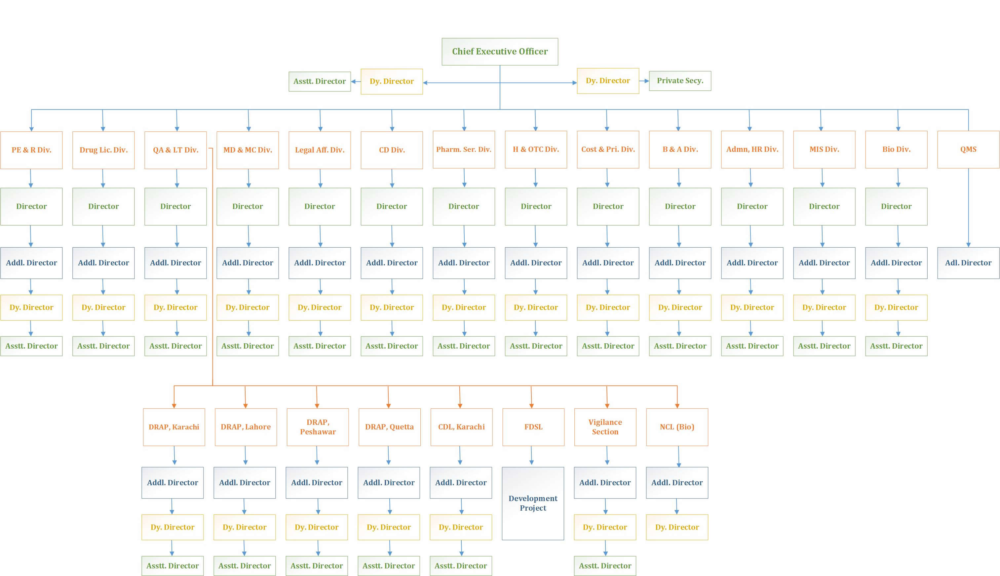 Chief Executive Officer
Asstt. Director
Dy. Director
Dy. Director
Private Secy.
PE & R Div.
Drug Lic. Div.
QA & LT Div.
MD & MC Div.
Legal Aff. Div.
CD Div.
Pharm. Ser. Div.
H & OTC Div.
Cost & Pri. Div.
B & A Div.
Admn, HR Div.
MIS Div.
Bio Div.
QMS
Director
Director
Director
Director
Director
Director
Director
Director
Director
Director
Director
Director
Director
Addl. Director
Addl. Director
Addl. Director
Addl. Director
Addl. Director
Addl. Director
Addl. Director
Addl. Director
Addl. Director
Addl. Director
Addl. Director
Addl. Director
Addl. Director
Adl. Director
Dy. Director
Dy. Director
Dy. Director
Dy. Director
Dy. Director
Dy. Director
Dy. Director
Dy. Director
Dy. Director
Dy. Director
Dy. Director
Dy. Director
Dy. Director
Asstt. Director
Asstt. Director
Asstt. Director
Asstt. Director
Asstt. Director
Asstt. Director
Asstt. Director
Asstt. Director
Asstt. Director
Asstt. Director
Asstt. Director
Asstt. Director
Asstt. Director
DRAP, Karachi
DRAP, Lahore
DRAP,
Peshawar
DRAP, Quetta
CDL, Karachi
FDSL
Vigilance
Section
NCL (Bio)
Addl. Director
Addl. Director
Addl. Director
Addl. Director
Addl. Director
Development
Project
Addl. Director
Addl. Director
Dy. Director
Dy. Director
Dy. Director
Dy. Director
Dy. Director
Dy. Director
Dy. Director
Asstt. Director
Asstt. Director
Asstt. Director
Asstt. Director
Asstt. Director
Asstt. Director